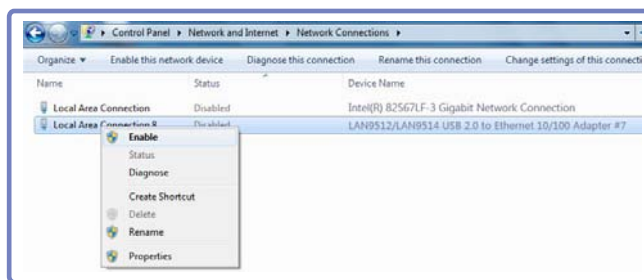 Control Panel ▸ Network and Internet ▸ Network Connections ▸
Organize ▾ Enable this network device Diagnose this connection Rename this connection Change settings of this connecti
Name Status Device Name
Local Area Connection Disabled Intel(R) 82567LF-3 Gigabit Network Connection
Local Area Connection 8 Disabled LAN9512/LAN9514 USB 2.0 to Ethernet 10/100 Adapter #7
Enable
Status
Diagnose
Create Shortcut
Delete
Rename
Properties